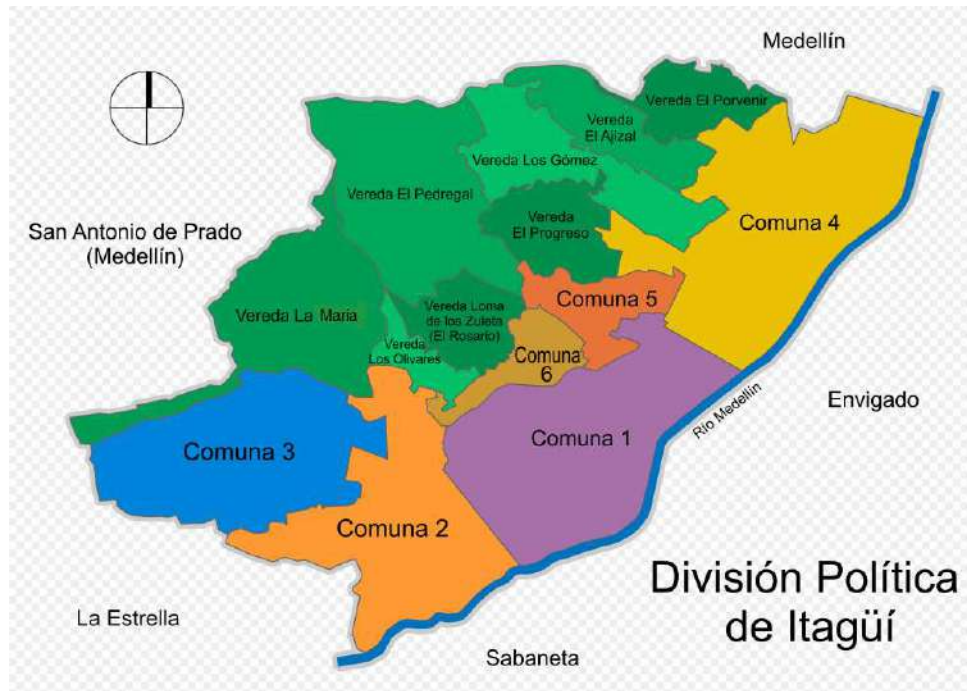 Medellín
Vereda El Porvenir
Vereda
El Ajizal
Vereda Los Gómez
Vereda El Pedregal
Vereda
El Progreso
Comuna 4
San Antonio de Prado
(Medellín)
Comuna 5
Vereda La María
Vereda Loma
de los Zuleta
(El Rosario)
Vereda
Los Olivares
Comuna
6
Envigado
Río Medellín
Comuna 1
Comuna 3
Comuna 2
División Política
de Itagüí
La Estrella
Sabaneta